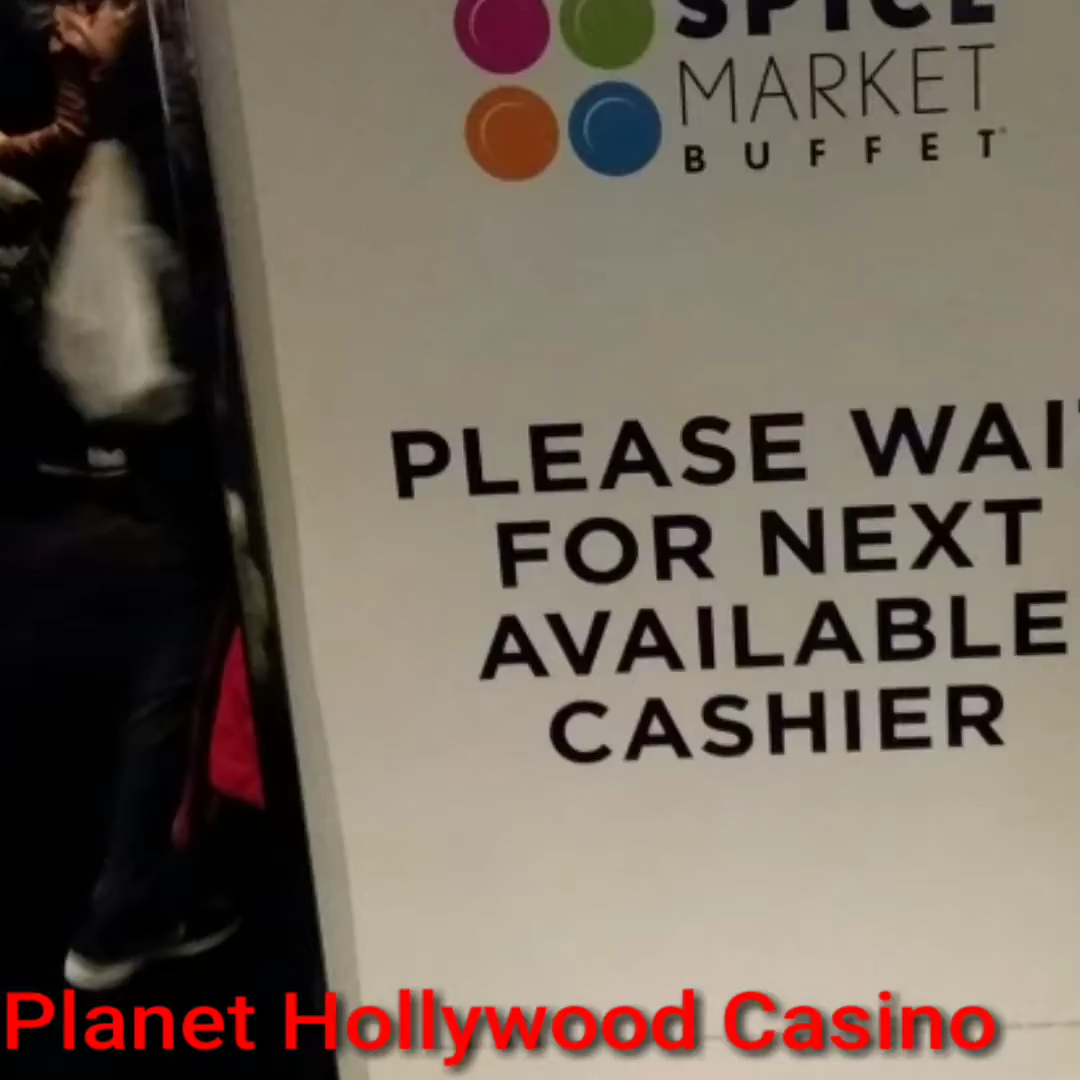 SPICE
MARKET
BUFFET
PLEASE WAIT
FOR NEXT
AVAILABLE
CASHIER
Planet Hollywood Casino